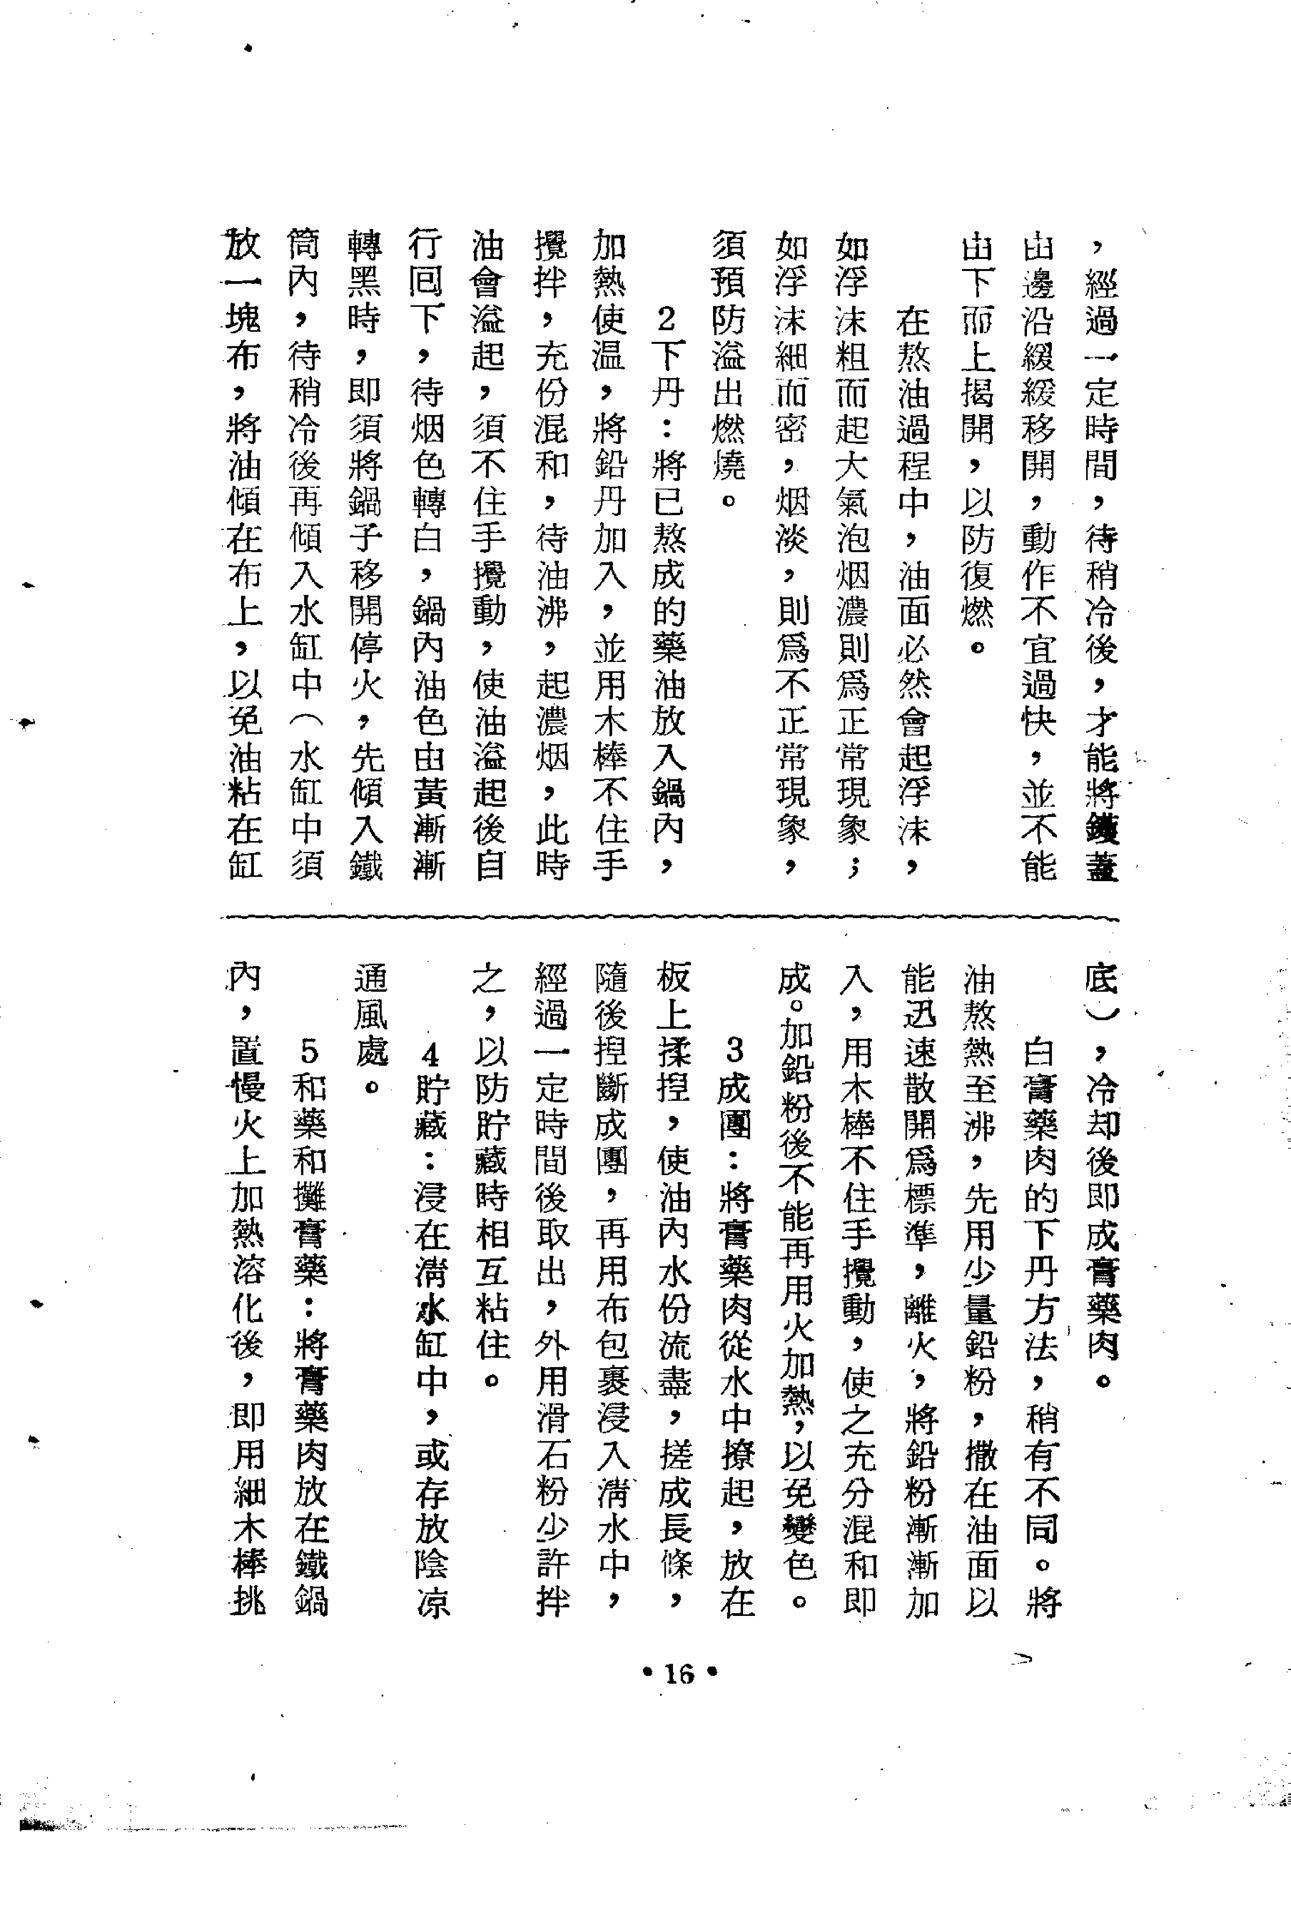 ，經過一定時間，待稍冷後，才能將鑊蓋
由邊沿緩緩移開，動作不宜過快，並不能
由下而上揭開，以防復燃。
在熬油過程中，油面必然會起浮沫，
如浮沫粗而起大氣泡烟濃則爲正常現象；
如浮沫細而密，烟淡，則爲不正常現象，
須預防溢出燃燒。
2下丹：將已熬成的藥油放入鍋內，
加熱使温，將鉛丹加入，並用木棒不住手
攪拌，充份混和，待油沸，起濃烟，此時
油會溢起，須不住手攪動，使油溢起後自
行囘下，待烟色轉白，鍋內油色由黃漸漸
轉黑時，即須將鍋子移開停火，先傾入鐵
筒內，待稍冷後再傾入水缸中（水缸中須
放一塊布，將油傾在布上，以免油粘在缸
底），冷却後即成膏藥肉。
白膏藥肉的下丹方法，稍有不同。將
油熬熱至沸，先用少量鉛粉，撒在油面以
能迅速散開爲標準，離火，將鉛粉漸漸加
入，用木棒不住手攪動，使之充分混和即
成。加鉛粉後不能再用火加熱，以免變色。
3成團：將膏藥肉從水中撩起，放在
板上揉揑，使油內水份流盡，搓成長條，
隨後揑斷成團，再用布包裹浸入清水中，
經過一定時間後取出，外用滑石粉少許拌
之，以防貯藏時相互粘住。
4貯藏：浸在清水缸中，或存放陰凉
通風處。
5和藥和攤膏藥：將膏藥肉放在鐵鍋
內，置慢火上加熱溶化後，即用細木棒挑
•16•